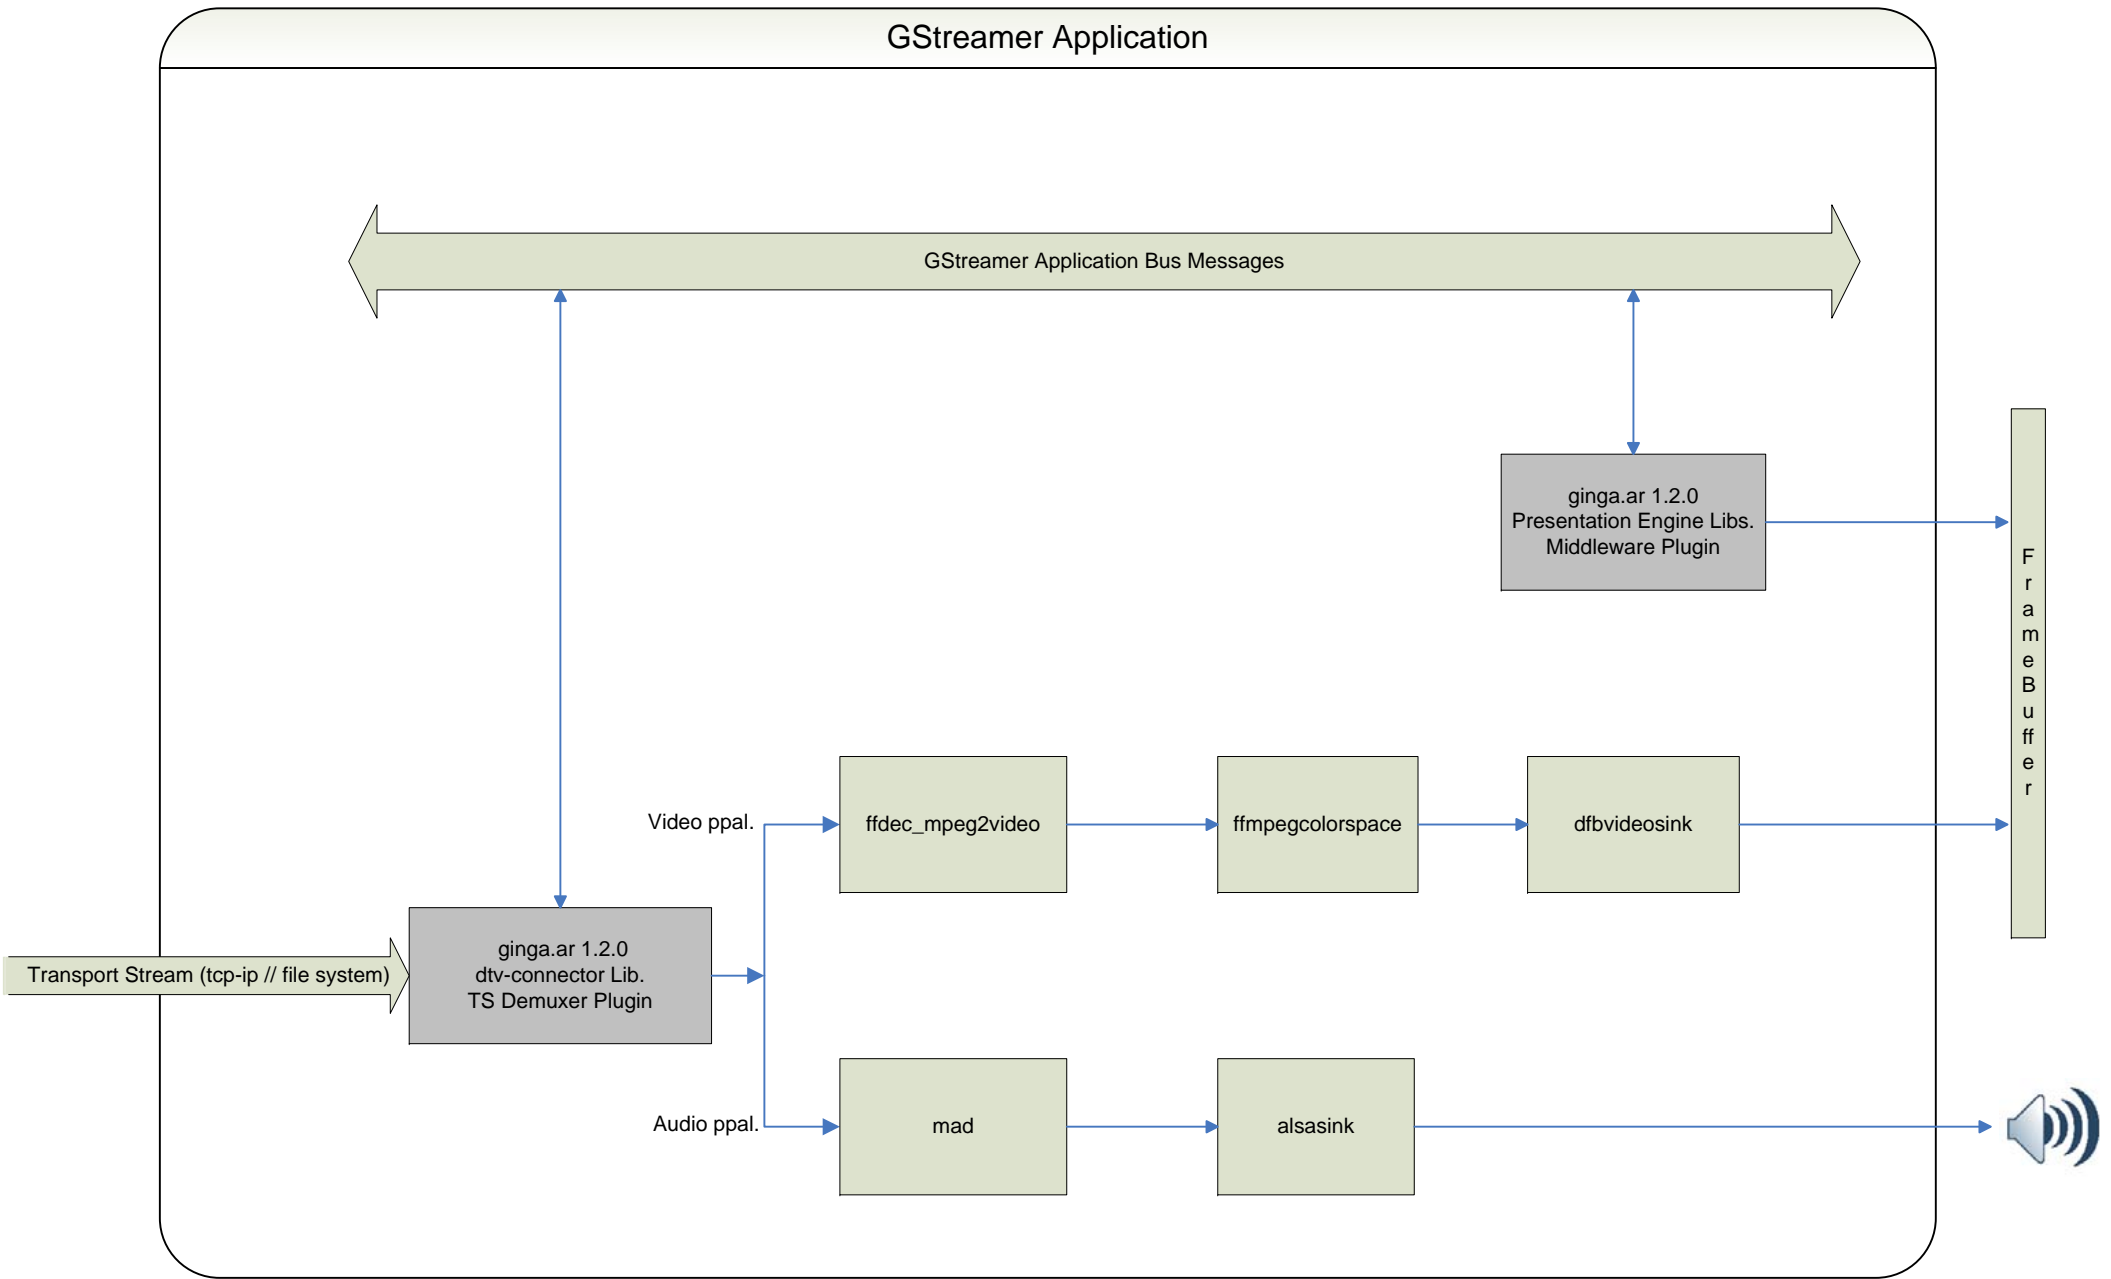 GStreamer Application
GStreamer Application Bus Messages
ginga.ar 1.2.0
Presentation Engine Libs.
Middleware Plugin
FrameBuffer
Video ppal.
ffdec_mpeg2video
ffmpegcolorspace
dfbvideosink
Transport Stream (tcp-ip // file system)
ginga.ar 1.2.0
dtv-connector Lib.
TS Demuxer Plugin
Audio ppal.
mad
alsasink